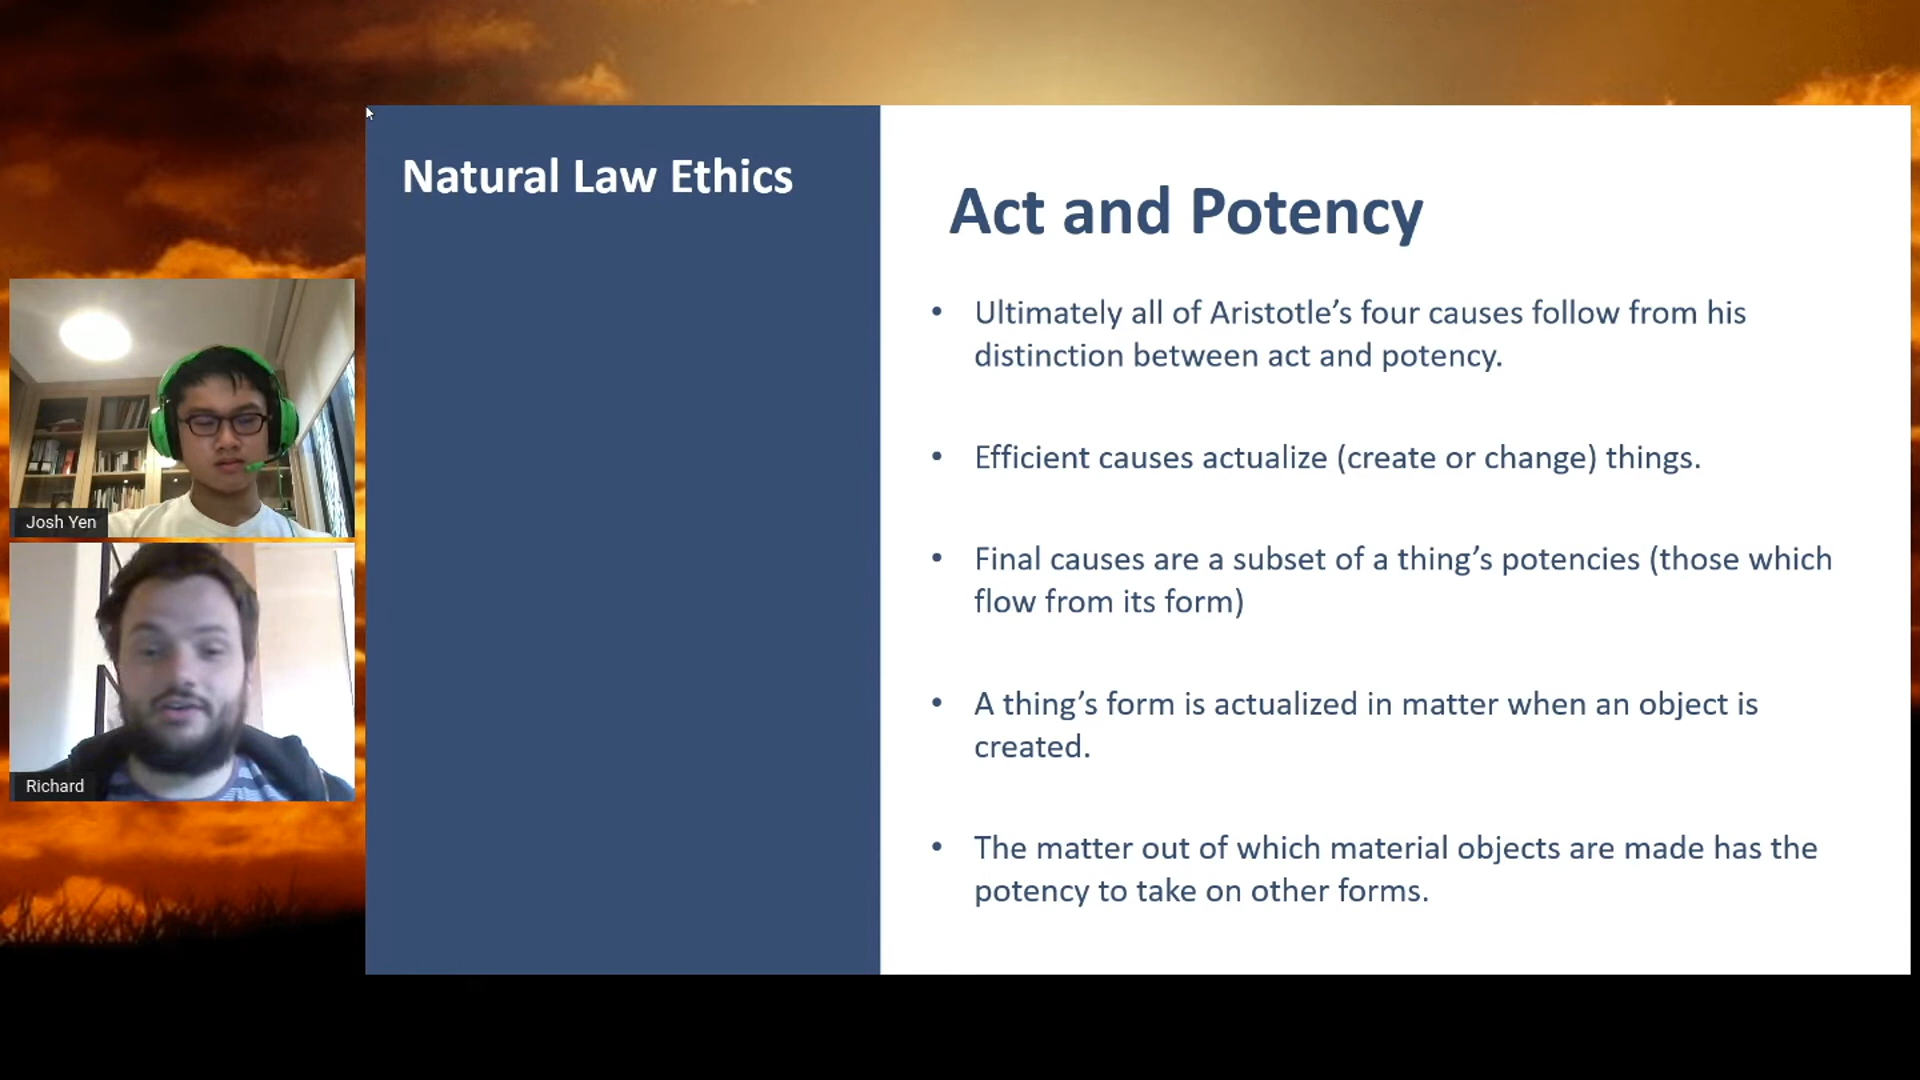 Natural Law Ethics
Act and Potency
• Ultimately all of Aristotle’s four causes follow from his
distinction between act and potency.
• Efficient causes actualize (create or change) things.
• Final causes are a subset of a thing’s potencies (those which
flow from its form)
• A thing’s form is actualized in matter when an object is
created.
• The matter out of which material objects are made has the
potency to take on other forms.
Josh Yen
Richard